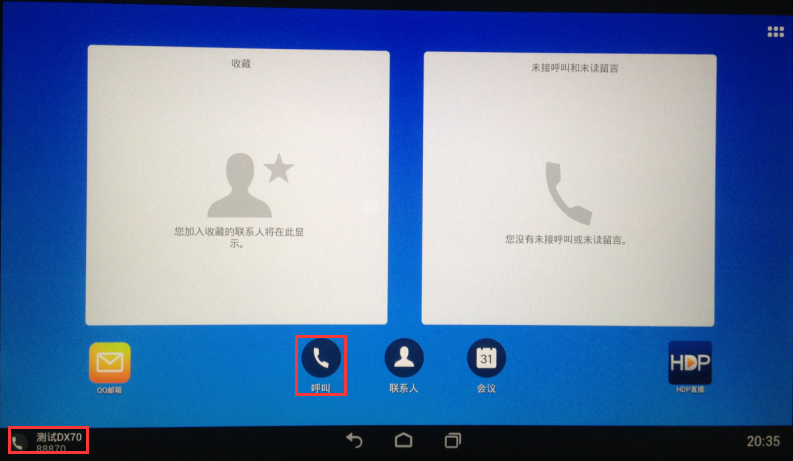 收藏
未接呼叫和未读留言
您加入收藏的联系人将在此显
示。
您没有未接呼叫或未读留言。
QQ邮箱
呼叫
联系人
31
会议
HDP
HDP直播
测试DX70
88870
20:35